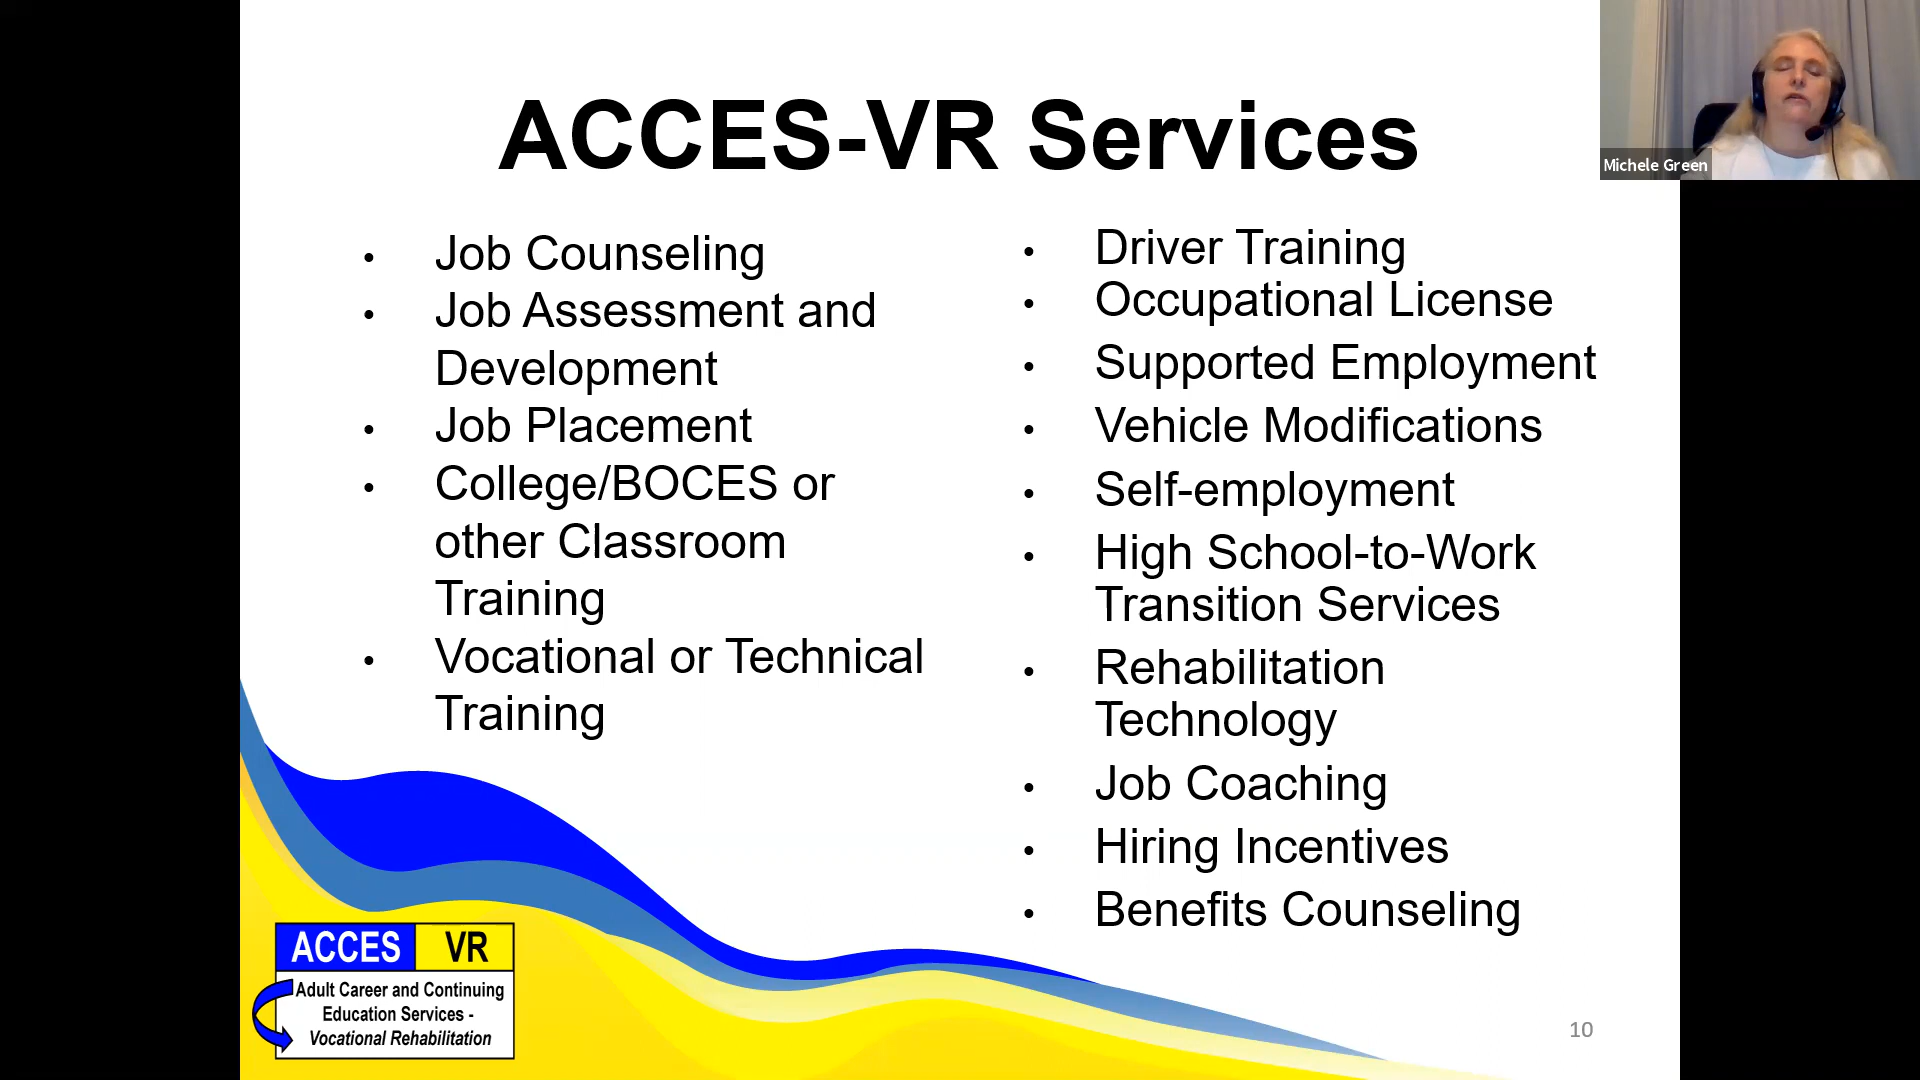 ACCES-VR Services
Michele Green
• Job Counseling
• Job Assessment and
Development
• Job Placement
• College/BOCES or
other Classroom
Training
• Vocational or Technical
Training
• Driver Training
• Occupational License
• Supported Employment
• Vehicle Modifications
• Self-employment
• High School-to-Work
Transition Services
• Rehabilitation
Technology
• Job Coaching
• Hiring Incentives
• Benefits Counseling
ACCES VR
Adult Career and Continuing
Education Services -
Vocational Rehabilitation
10